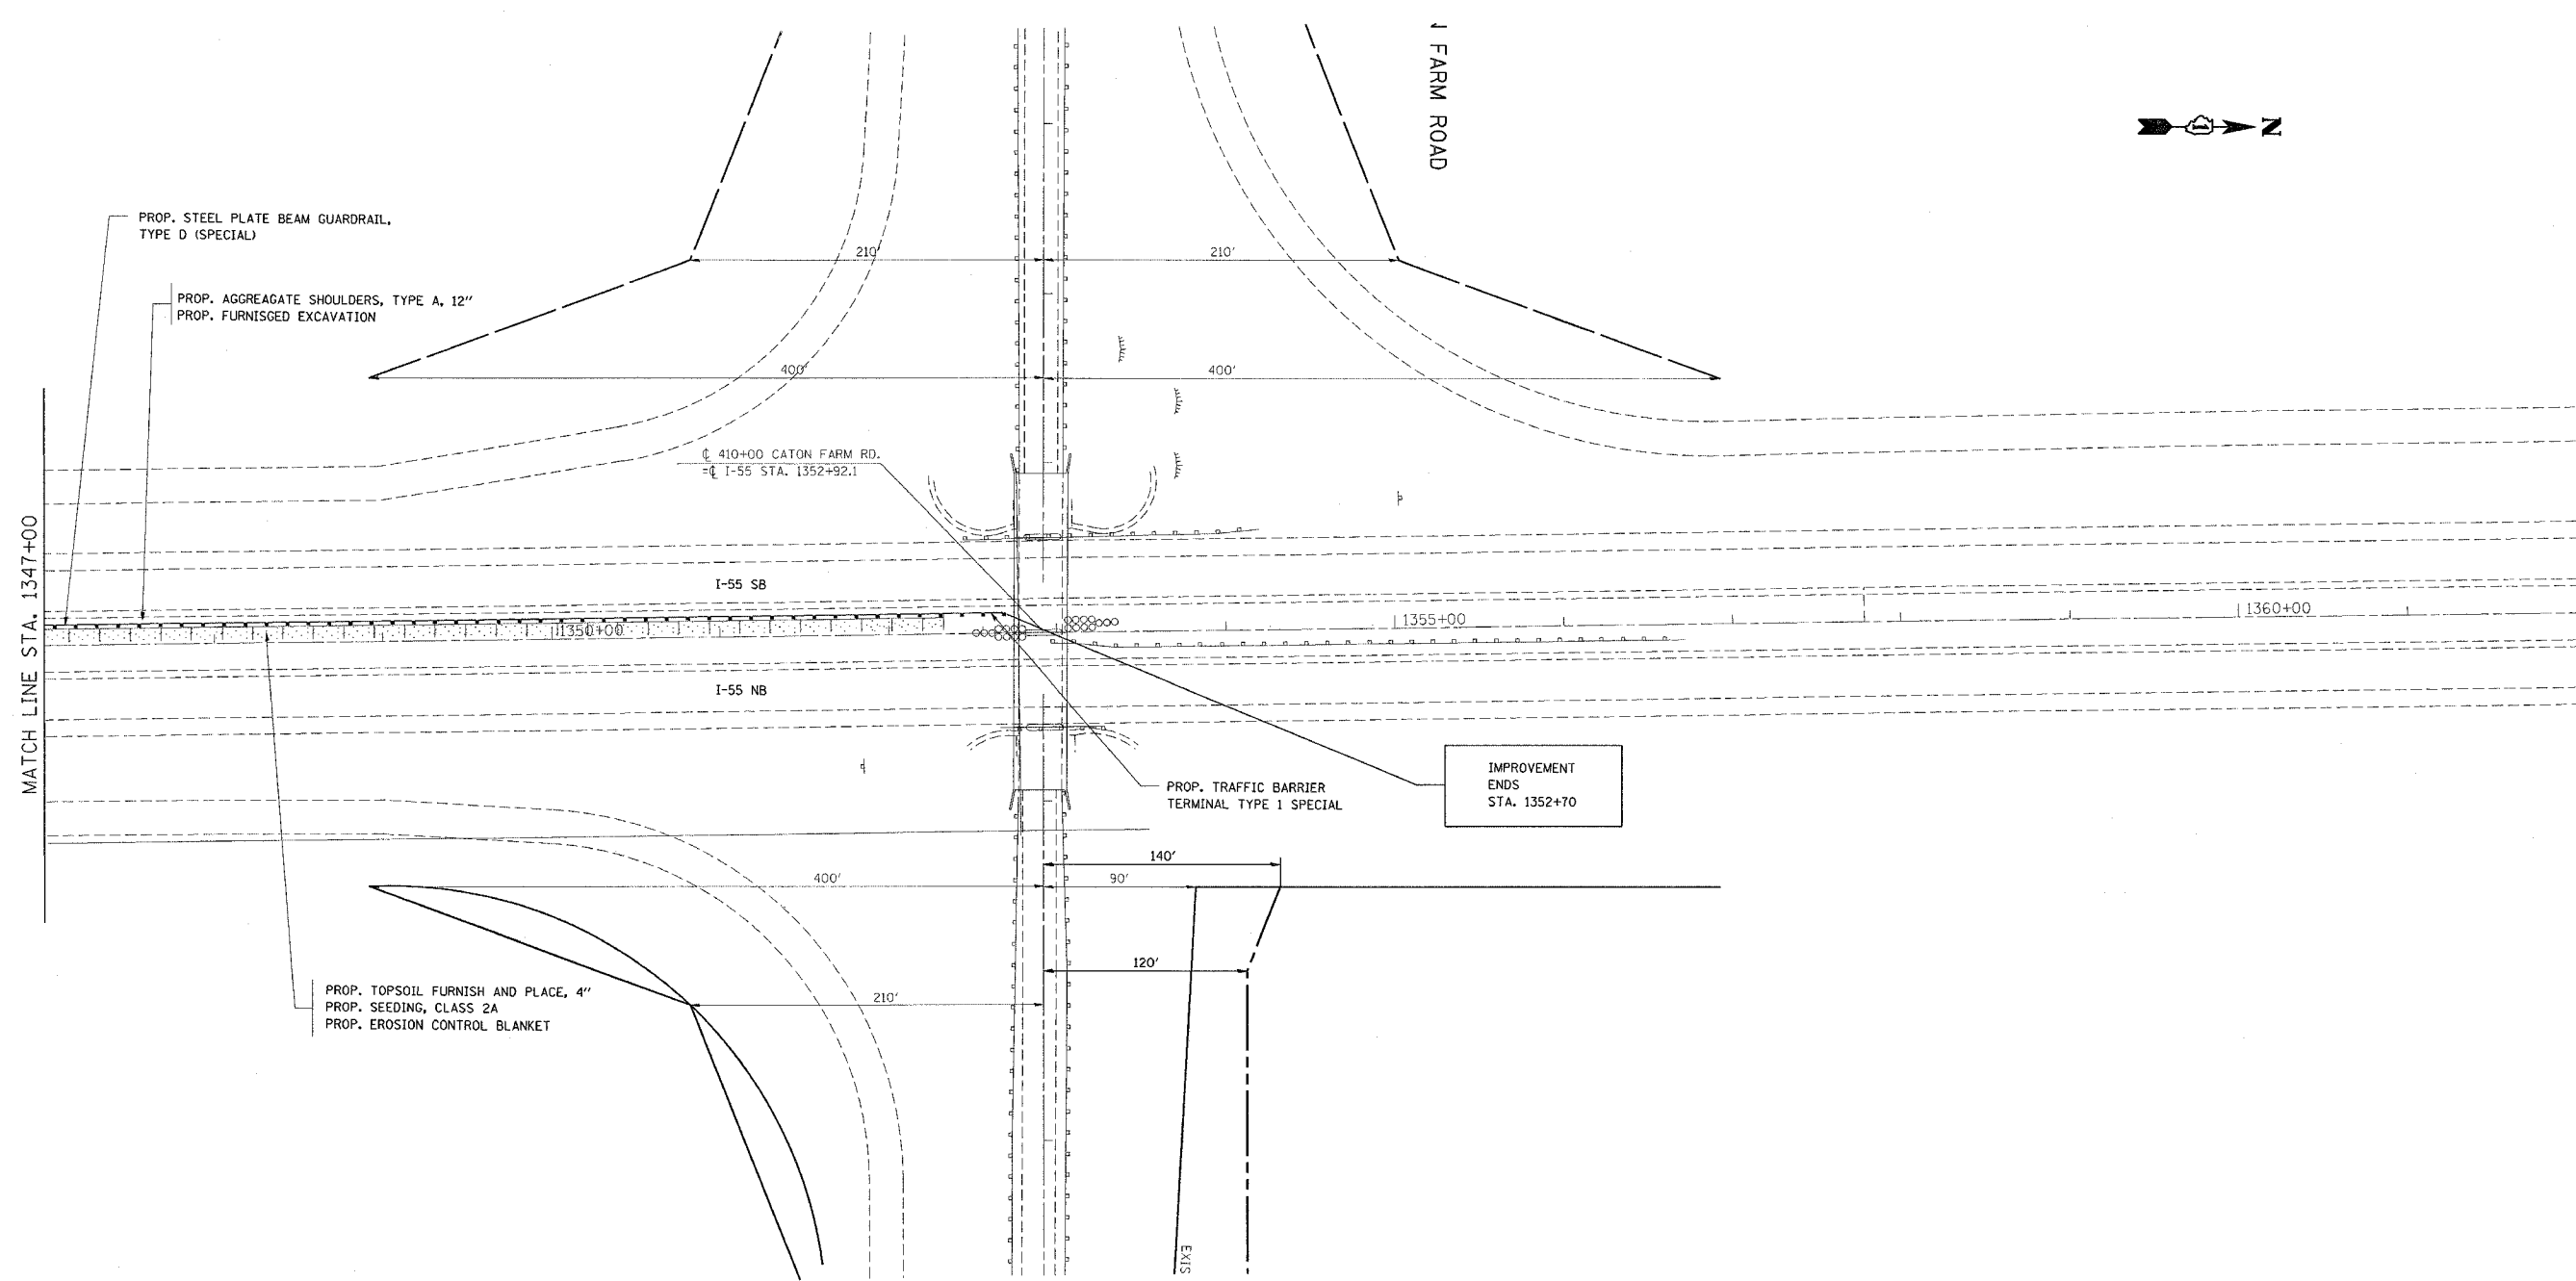 FARM ROAD
N
PROP. STEEL PLATE BEAM GUARDRAIL,
TYPE D (SPECIAL)
PROP. AGGREAGATE SHOULDERS, TYPE A, 12"
PROP. FURNISGED EXCAVATION
210'
210'
400'
400'
℄ 410+00 CATON FARM RD.
=℄ I-55 STA. 1352+92.1
MATCH LINE STA. 1347+00
I-55 SB
1350+00
1355+00
1360+00
I-55 NB
PROP. TRAFFIC BARRIER
TERMINAL TYPE 1 SPECIAL
IMPROVEMENT
ENDS
STA. 1352+70
140'
400'
90'
120'
210'
PROP. TOPSOIL FURNISH AND PLACE, 4"
PROP. SEEDING, CLASS 2A
PROP. EROSION CONTROL BLANKET
EXIS